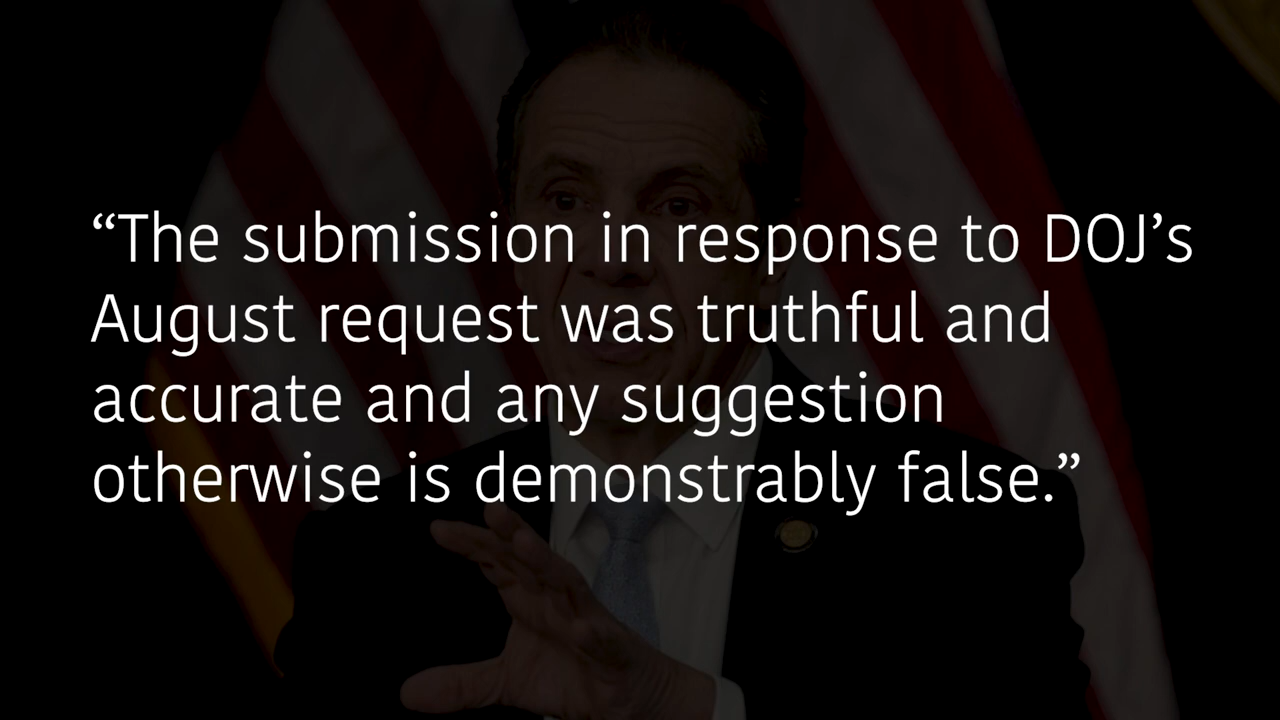 “The submission in response to DOJ’s
August request was truthful and
accurate and any suggestion
otherwise is demonstrably false.”